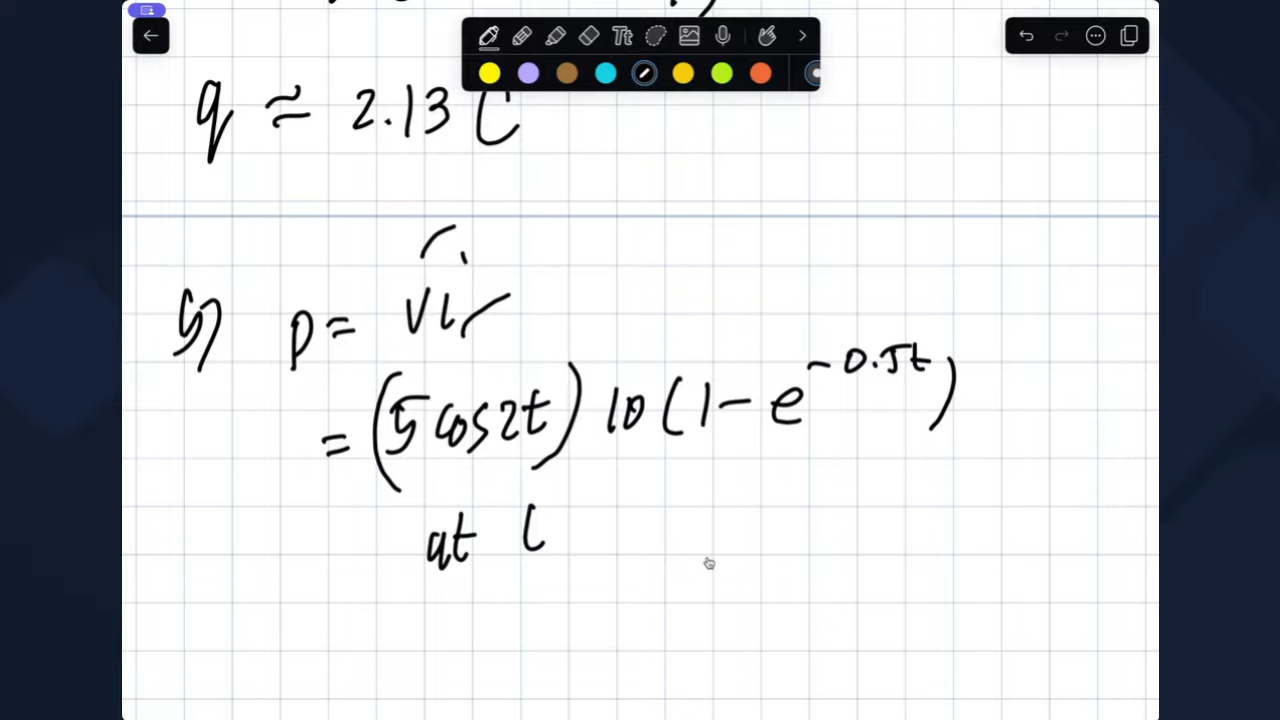 q ≈ 2.13 C
5) p = vi
= (5 cos 2t) 10 (1 - e^{-0.5t})
at